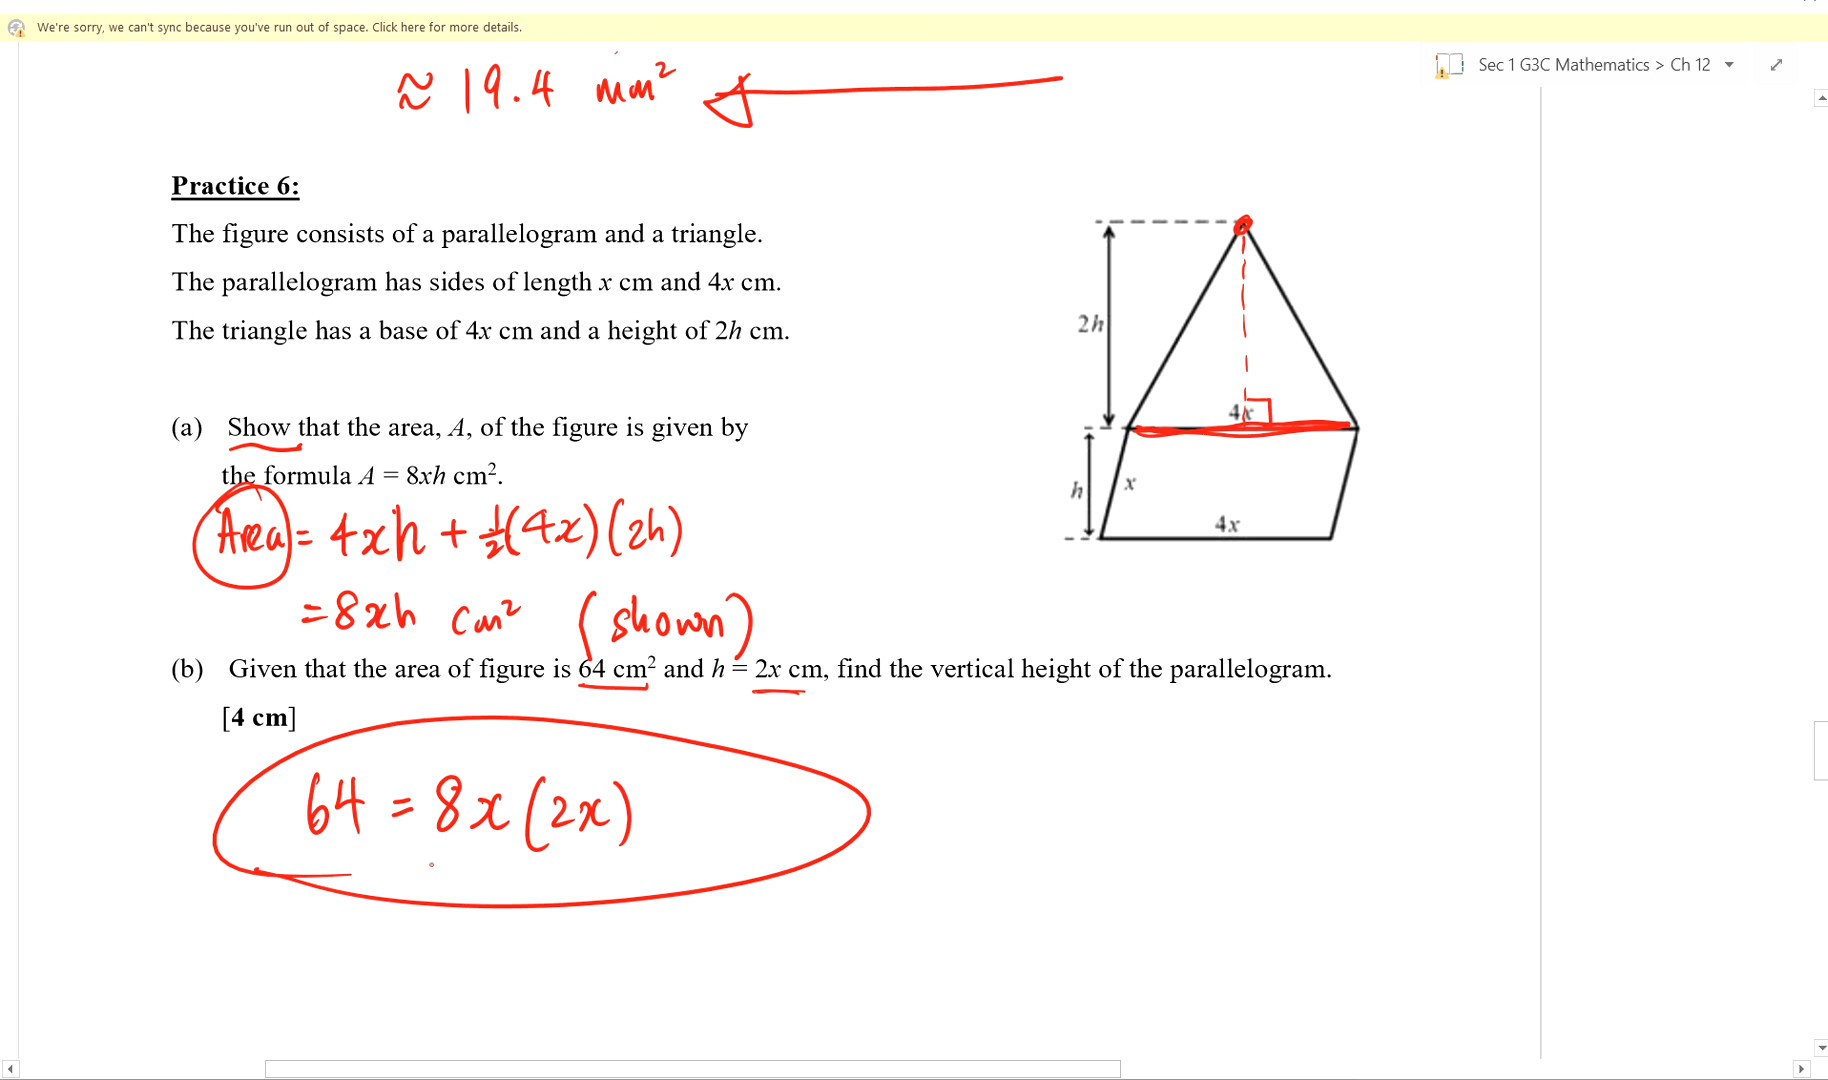 We're sorry, we can't sync because you've run out of space. Click here for more details.
Sec 1 G3C Mathematics > Ch 12
≈ 19.4 mm²
Practice 6:
The figure consists of a parallelogram and a triangle.
The parallelogram has sides of length x cm and 4x cm.
The triangle has a base of 4x cm and a height of 2h cm.
2h
4x
h
x
4x
(a) Show that the area, A, of the figure is given by
the formula A = 8xh cm².
Area = 4xh + ½(4x)(2h)
= 8xh cm² (shown)
(b) Given that the area of figure is 64 cm² and h = 2x cm, find the vertical height of the parallelogram.
[4 cm]
64 = 8x(2x)